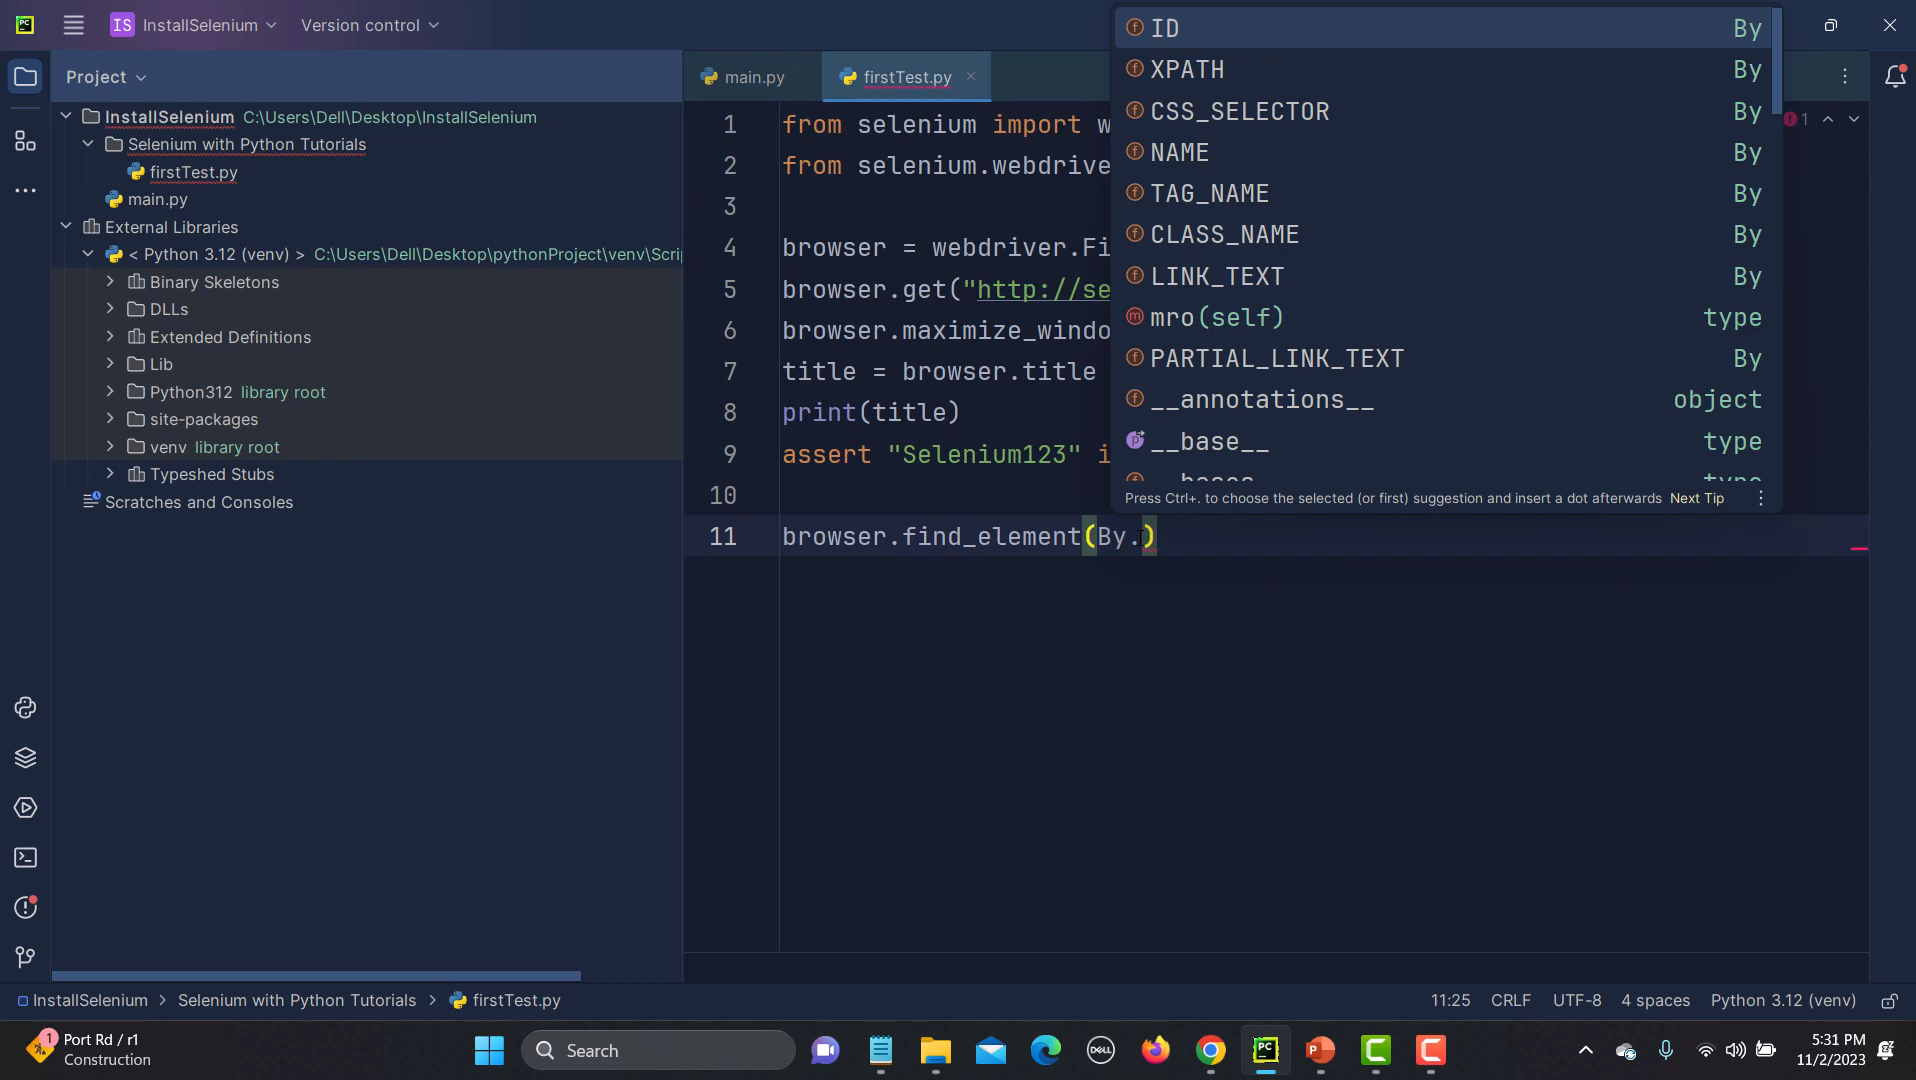 PC
IS InstallSelenium
Version control
Project
InstallSelenium C:\Users\Dell\Desktop\InstallSelenium
Selenium with Python Tutorials
firstTest.py
main.py
External Libraries
< Python 3.12 (venv) > C:\Users\Dell\Desktop\pythonProject\venv\Scri
Binary Skeletons
DLLs
Extended Definitions
Lib
Python312 library root
site-packages
venv library root
Typeshed Stubs
Scratches and Consoles
main.py
firstTest.py
1 from selenium import w
2 from selenium.webdrive
3
4 browser = webdriver.Fi
5 browser.get("http://se
6 browser.maximize_windo
7 title = browser.title
8 print(title)
9 assert "Selenium123" i
10
11 browser.find_element(By.)
ID By
XPATH By
CSS_SELECTOR By
NAME By
TAG_NAME By
CLASS_NAME By
LINK_TEXT By
mro(self) type
PARTIAL_LINK_TEXT By
__annotations__ object
__base__ type
__bases__ type
Press Ctrl+. to choose the selected (or first) suggestion and insert a dot afterwards Next Tip
1
InstallSelenium > Selenium with Python Tutorials > firstTest.py
11:25 CRLF UTF-8 4 spaces Python 3.12 (venv)
1
Port Rd / r1
Construction
Search
DELL
PC
P
C
C
5:31 PM
11/2/2023